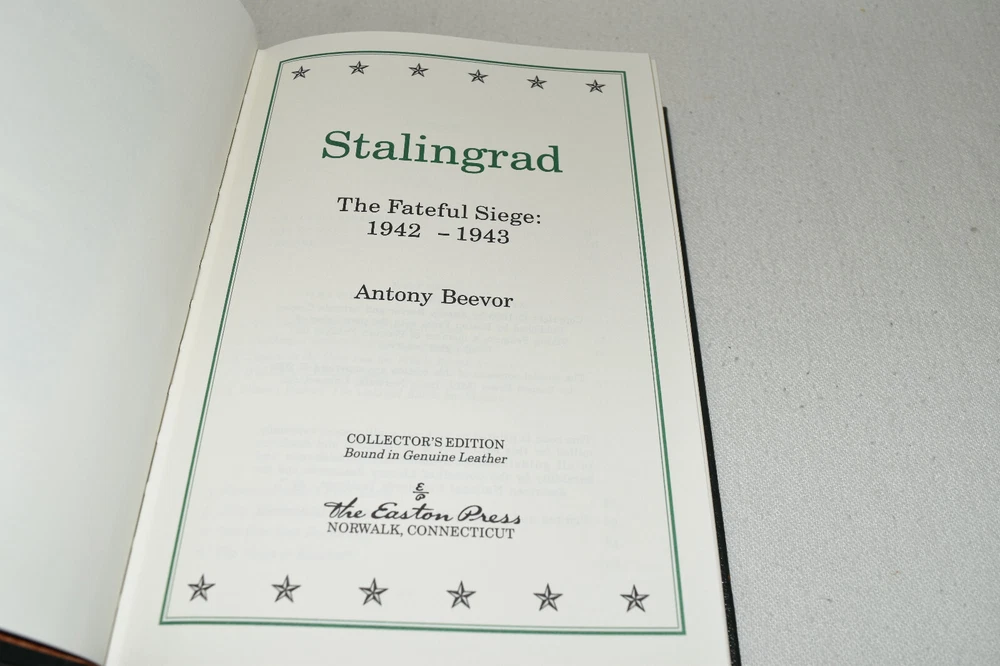 Stalingrad
The Fateful Siege:
1942 – 1943
Antony Beevor
COLLECTOR'S EDITION
Bound in Genuine Leather
the Easton Press
NORWALK, CONNECTICUT